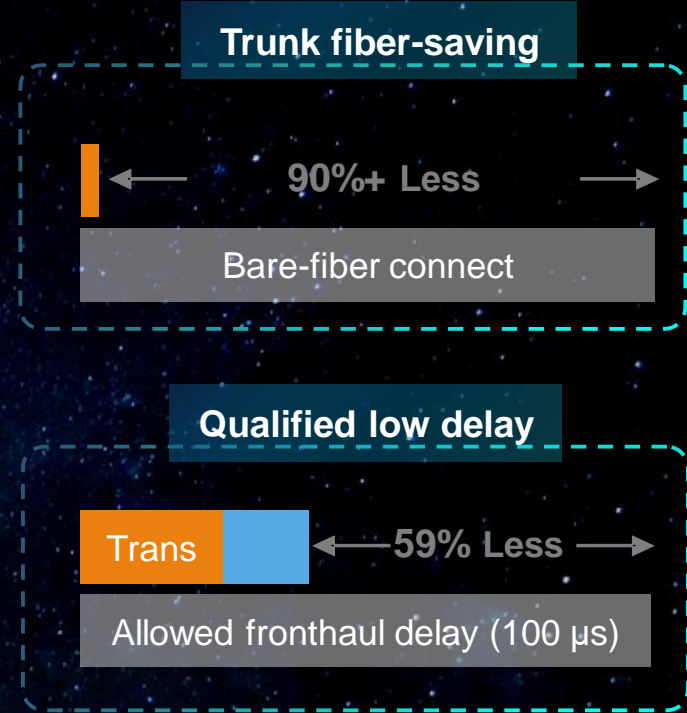 Trunk fiber-saving
90%+ Less
Bare-fiber connect
Qualified low delay
Trans
59% Less
Allowed fronthaul delay (100 μs)